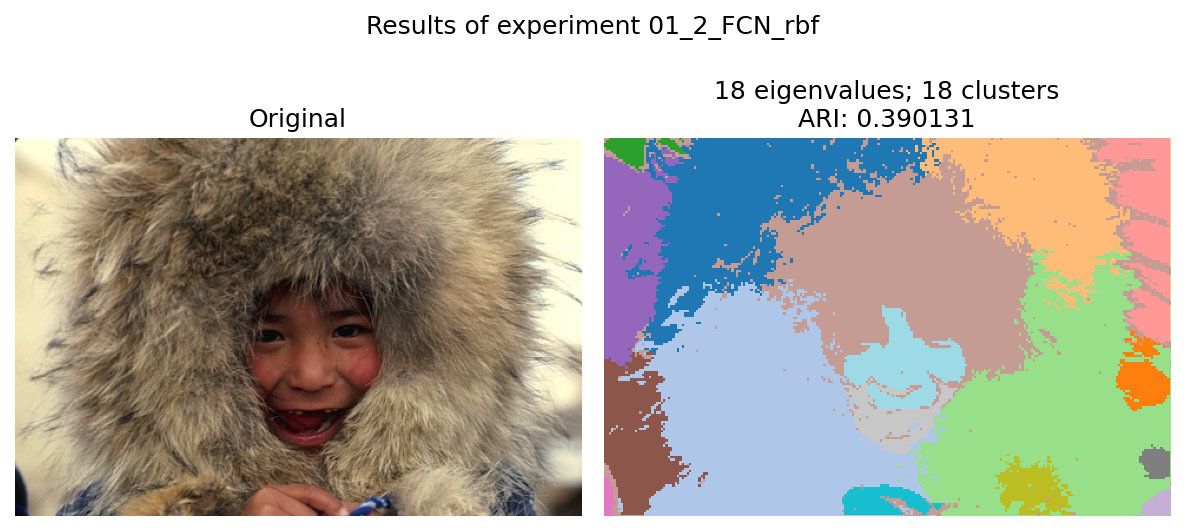 Results of experiment 01_2_FCN_rbf
Original
18 eigenvalues; 18 clusters
ARI: 0.390131